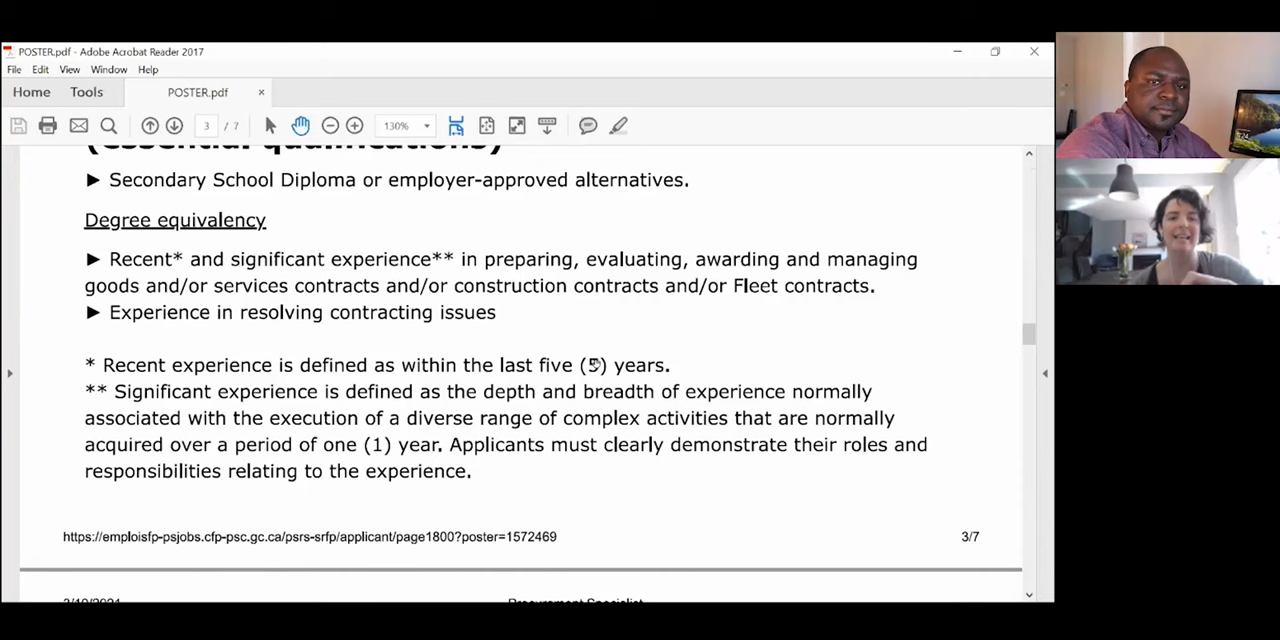 POSTER.pdf - Adobe Acrobat Reader 2017
File Edit View Window Help
Home Tools POSTER.pdf ×
3 / 7 130%
(essential qualifications)
► Secondary School Diploma or employer-approved alternatives.
Degree equivalency
► Recent* and significant experience** in preparing, evaluating, awarding and managing
goods and/or services contracts and/or construction contracts and/or Fleet contracts.
► Experience in resolving contracting issues
* Recent experience is defined as within the last five (5) years.
** Significant experience is defined as the depth and breadth of experience normally
associated with the execution of a diverse range of complex activities that are normally
acquired over a period of one (1) year. Applicants must clearly demonstrate their roles and
responsibilities relating to the experience.
https://emploisfp-psjobs.cfp-psc.gc.ca/psrs-srfp/applicant/page1800?poster=1572469 3/7
Procurement Specialist